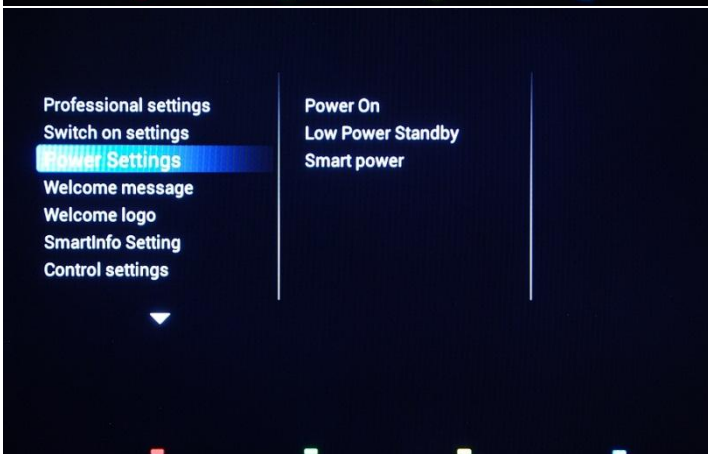 Professional settings
Switch on settings
Power Settings
Welcome message
Welcome logo
SmartInfo Setting
Control settings
Power On
Low Power Standby
Smart power